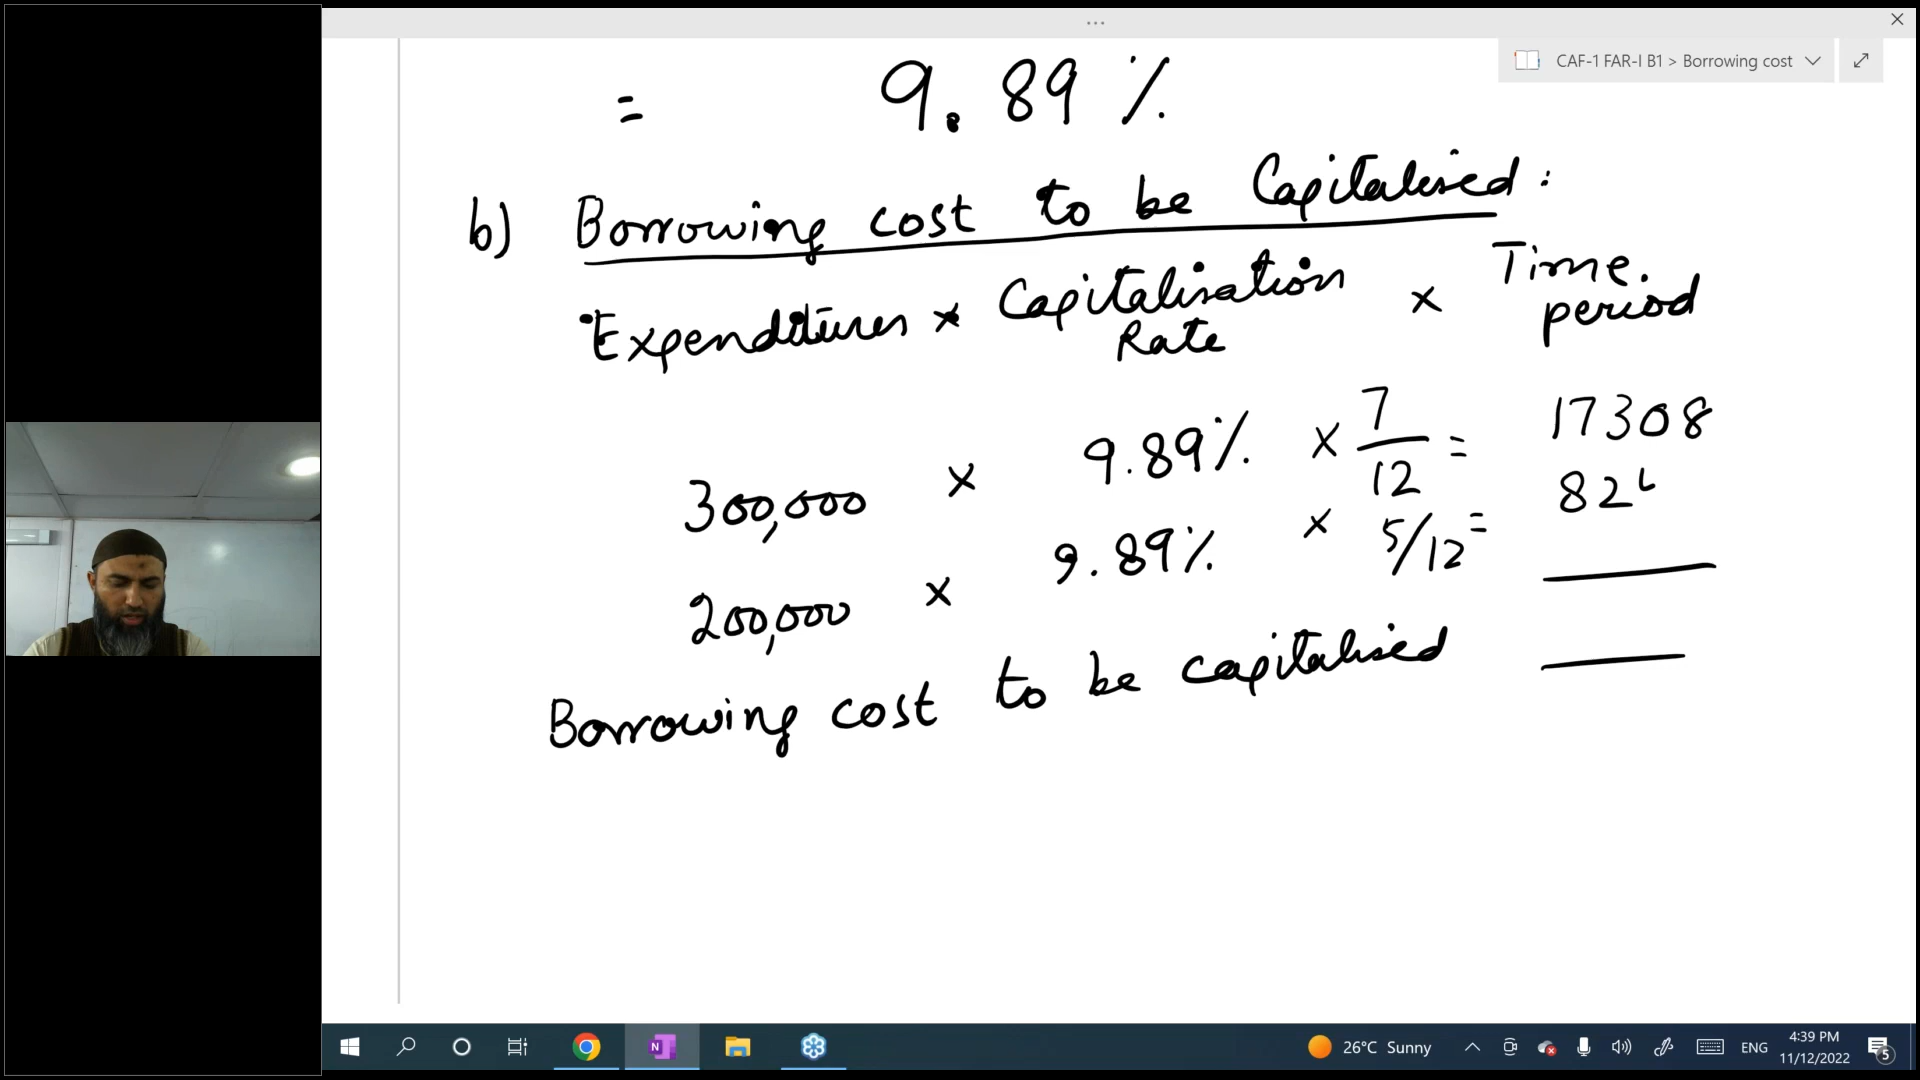 ...
CAF-1 FAR-I B1 > Borrowing cost
= 9.89 %
b) Borrowing cost to be Capitalised :
Expenditures × Capitalisation Rate × Time period
300,000 × 9.89% × 7/12 = 17308
200,000 × 9.89% × 5/12 = 82
Borrowing cost to be capitalised
N
26°C Sunny
ENG
4:39 PM
11/12/2022
5